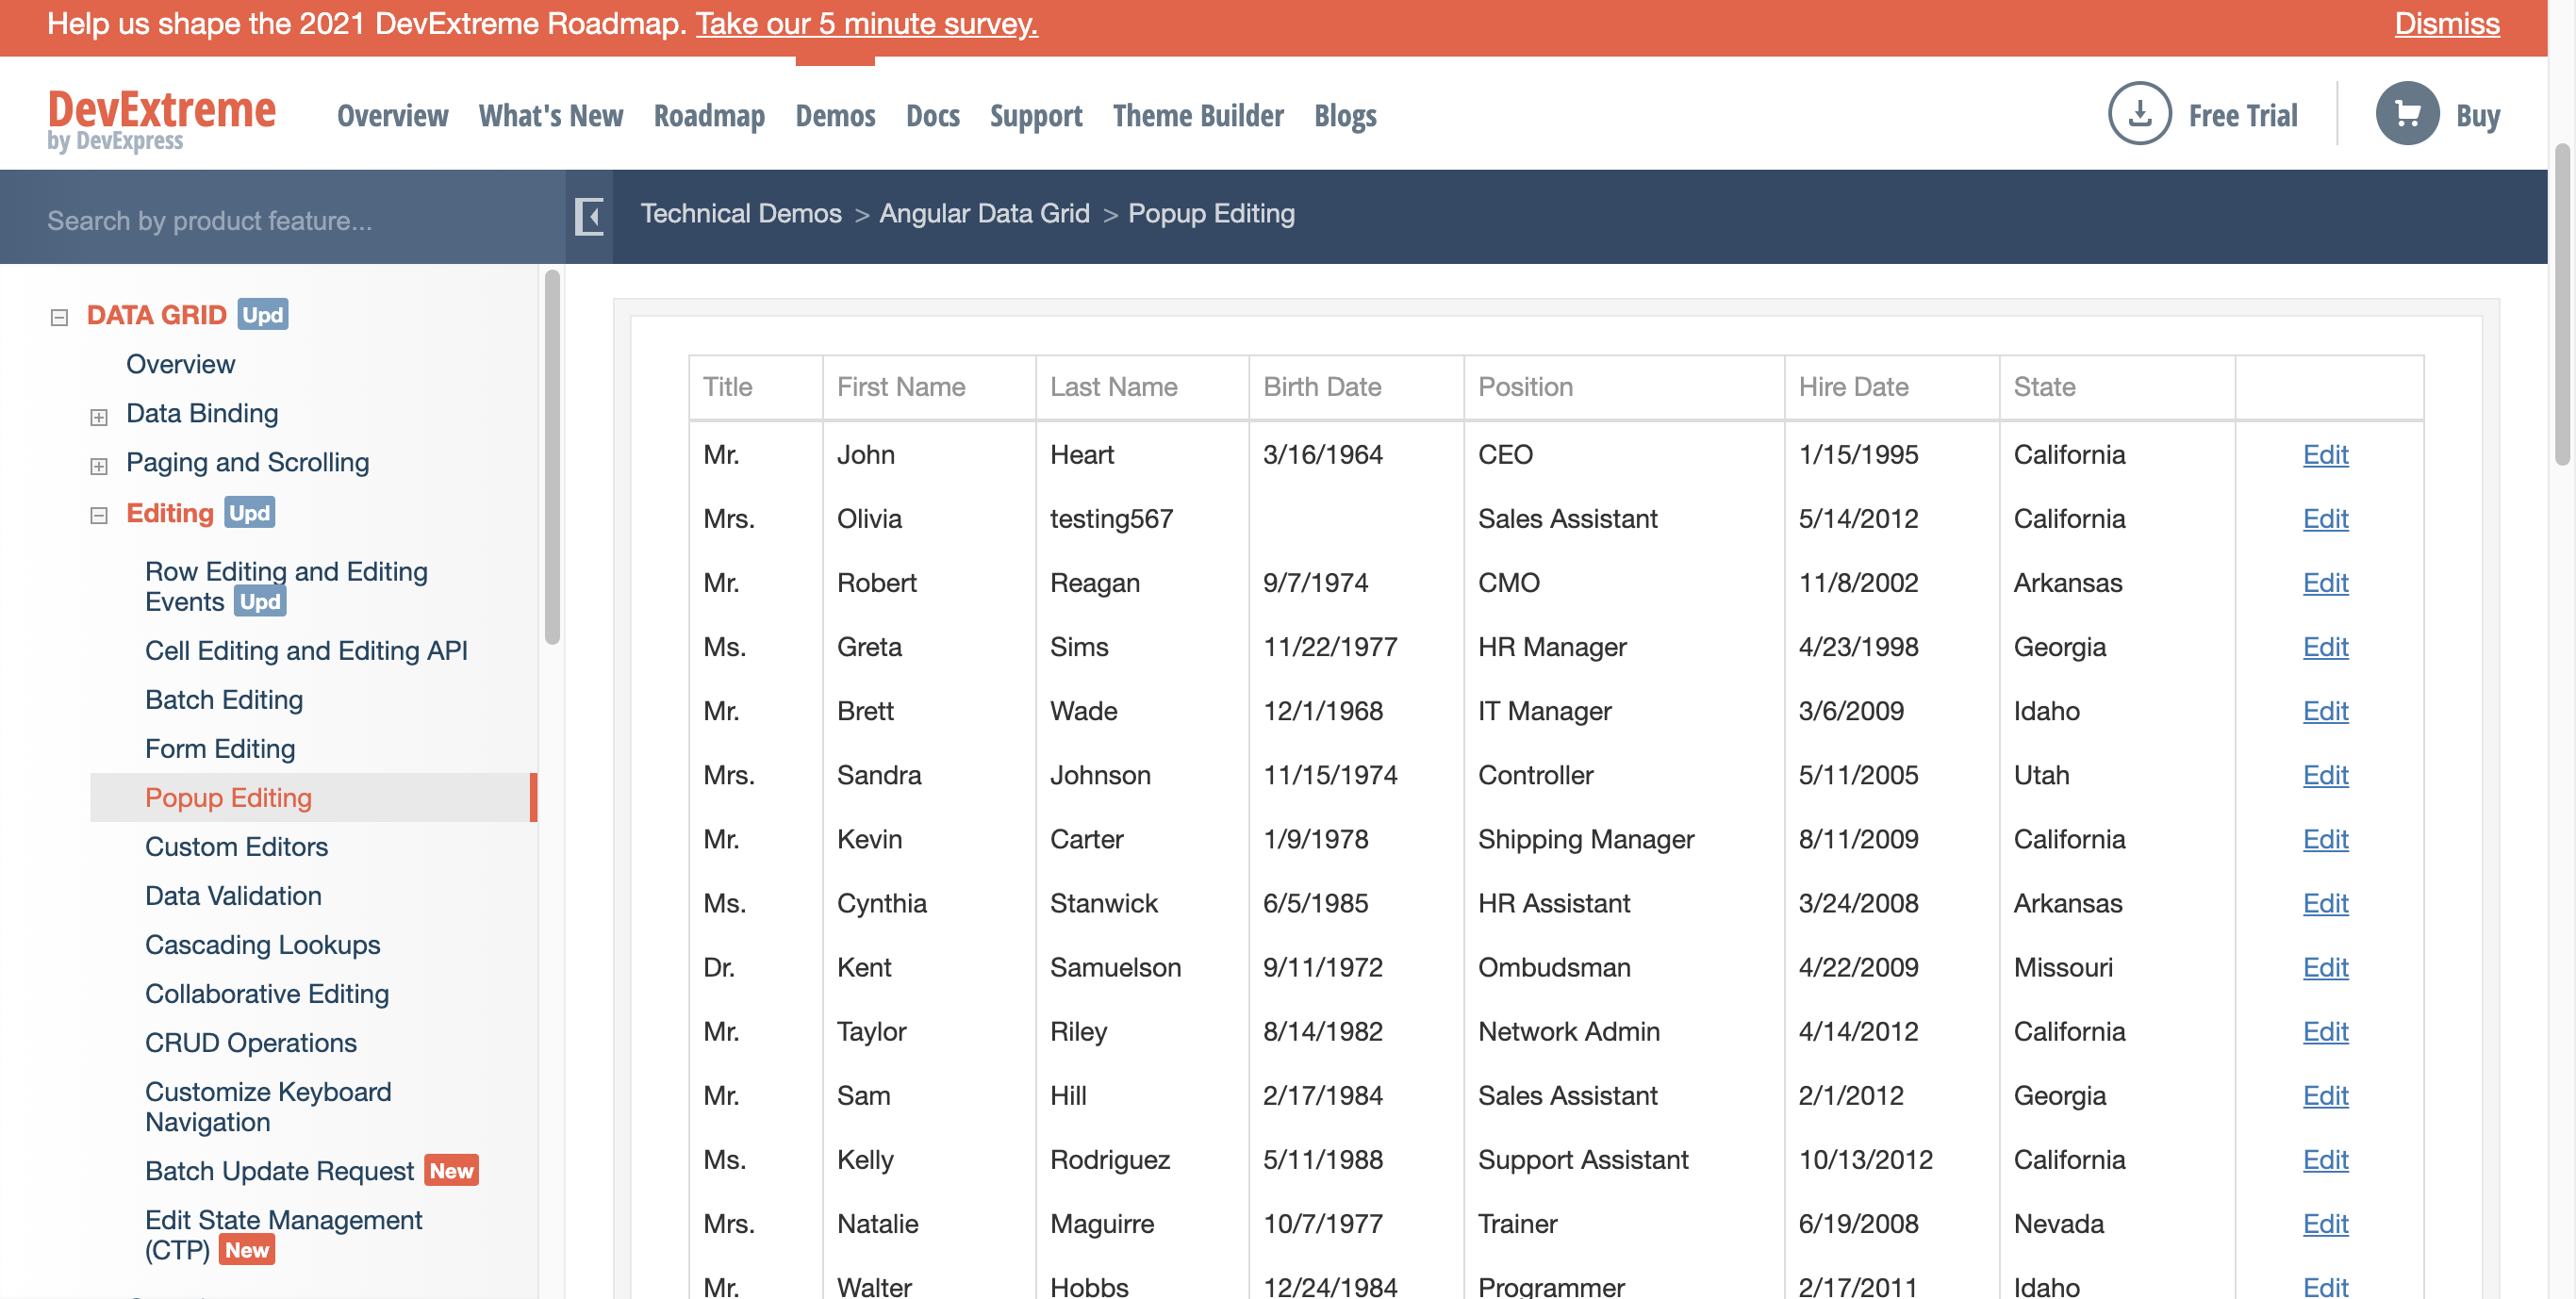 Help us shape the 2021 DevExtreme Roadmap. Take our 5 minute survey. Dismiss
DevExtreme
by DevExpress
Overview What's New Roadmap Demos Docs Support Theme Builder Blogs Free Trial Buy
Search by product feature...
Technical Demos > Angular Data Grid > Popup Editing
DATA GRID Upd
Overview
Data Binding
Paging and Scrolling
Editing Upd
Row Editing and Editing
Events Upd
Cell Editing and Editing API
Batch Editing
Form Editing
Popup Editing
Custom Editors
Data Validation
Cascading Lookups
Collaborative Editing
CRUD Operations
Customize Keyboard
Navigation
Batch Update Request New
Edit State Management
(CTP) New
Title First Name Last Name Birth Date Position Hire Date State
Mr. John Heart 3/16/1964 CEO 1/15/1995 California Edit
Mrs. Olivia testing567 Sales Assistant 5/14/2012 California Edit
Mr. Robert Reagan 9/7/1974 CMO 11/8/2002 Arkansas Edit
Ms. Greta Sims 11/22/1977 HR Manager 4/23/1998 Georgia Edit
Mr. Brett Wade 12/1/1968 IT Manager 3/6/2009 Idaho Edit
Mrs. Sandra Johnson 11/15/1974 Controller 5/11/2005 Utah Edit
Mr. Kevin Carter 1/9/1978 Shipping Manager 8/11/2009 California Edit
Ms. Cynthia Stanwick 6/5/1985 HR Assistant 3/24/2008 Arkansas Edit
Dr. Kent Samuelson 9/11/1972 Ombudsman 4/22/2009 Missouri Edit
Mr. Taylor Riley 8/14/1982 Network Admin 4/14/2012 California Edit
Mr. Sam Hill 2/17/1984 Sales Assistant 2/1/2012 Georgia Edit
Ms. Kelly Rodriguez 5/11/1988 Support Assistant 10/13/2012 California Edit
Mrs. Natalie Maguirre 10/7/1977 Trainer 6/19/2008 Nevada Edit
Mr. Walter Hobbs 12/24/1984 Programmer 2/17/2011 Idaho Edit